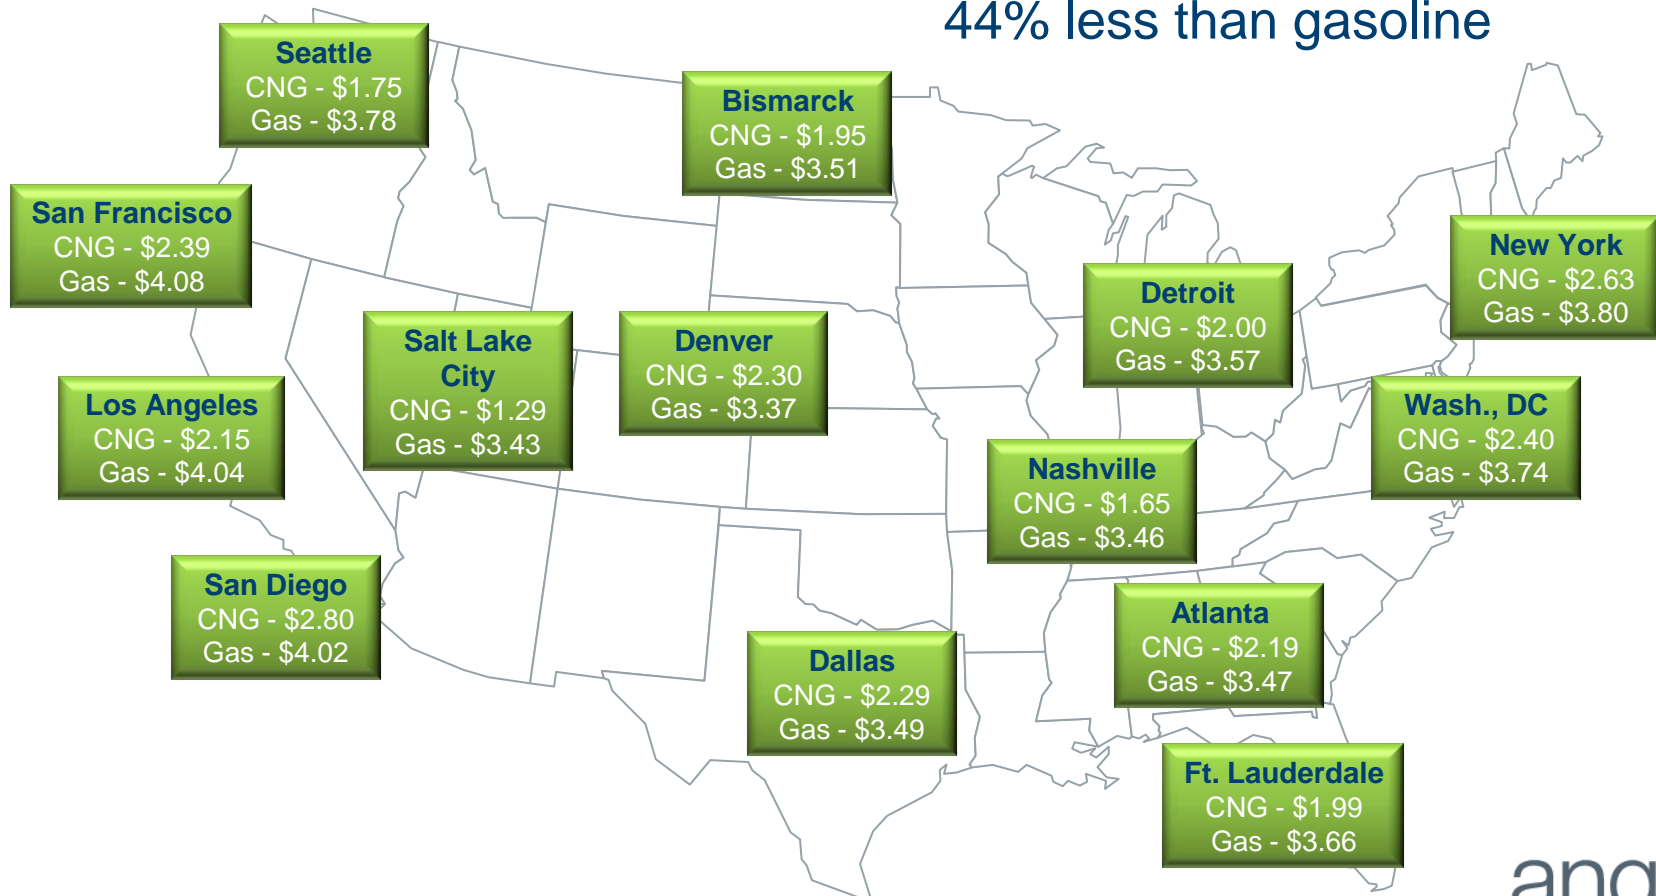 44% less than gasoline
Seattle
CNG - $1.75
Gas - $3.78
Bismarck
CNG - $1.95
Gas - $3.51
San Francisco
CNG - $2.39
Gas - $4.08
New York
CNG - $2.63
Gas - $3.80
Detroit
CNG - $2.00
Gas - $3.57
Salt Lake
City
CNG - $1.29
Gas - $3.43
Denver
CNG - $2.30
Gas - $3.37
Los Angeles
CNG - $2.15
Gas - $4.04
Wash., DC
CNG - $2.40
Gas - $3.74
Nashville
CNG - $1.65
Gas - $3.46
San Diego
CNG - $2.80
Gas - $4.02
Atlanta
CNG - $2.19
Gas - $3.47
Dallas
CNG - $2.29
Gas - $3.49
Ft. Lauderdale
CNG - $1.99
Gas - $3.66